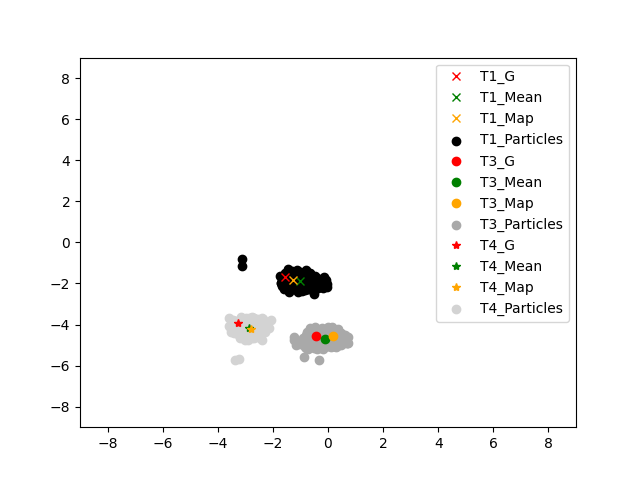 8
6
4
2
0
−2
−4
−6
−8
−8 −6 −4 −2 0 2 4 6 8
T1_G
T1_Mean
T1_Map
T1_Particles
T3_G
T3_Mean
T3_Map
T3_Particles
T4_G
T4_Mean
T4_Map
T4_Particles